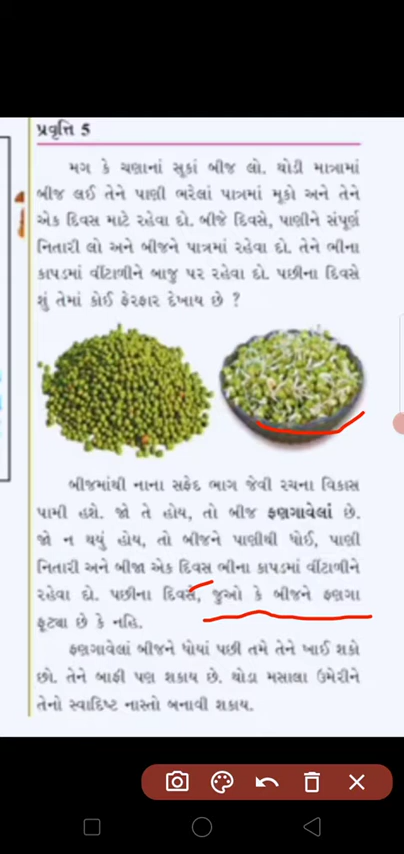 પ્રવૃત્તિ 5
મગ કે ચણાનાં સૂકાં બીજ લો. થોડી માત્રામાં
બીજ લઈ તેને પાણી ભરેલાં પાત્રમાં મૂકો અને તેને
એક દિવસ માટે રહેવા દો. બીજે દિવસે, પાણીને સંપૂર્ણ
નિતારી લો અને બીજને પાત્રમાં રહેવા દો. તેને ભીના
કાપડમાં વીંટાળીને બાજુ પર રહેવા દો. પછીના દિવસે
શું તેમાં કોઈ ફેરફાર દેખાય છે ?
બીજમાંથી નાના સફેદ ભાગ જેવી રચના વિકાસ
પામી હશે. જો તે હોય, તો બીજ ફણગાવેલાં છે.
જો ન થયું હોય, તો બીજને પાણીથી ધોઈ, પાણી
નિતારી અને બીજા એક દિવસ ભીના કાપડમાં વીંટાળીને
રહેવા દો. પછીના દિવસે, જુઓ કે બીજને ફણગા
ફૂટ્યા છે કે નહિ.
ફણગાવેલાં બીજને ધોયાં પછી તમે તેને ખાઈ શકો
છો. તેને બાફી પણ શકાય છે. થોડા મસાલા ઉમેરીને
તેનો સ્વાદિષ્ટ નાસ્તો બનાવી શકાય.